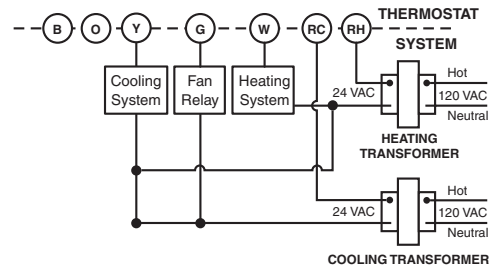 THERMOSTAT
B O Y G W RC RH
SYSTEM
Cooling
System
Fan
Relay
Heating
System
24 VAC
Hot
120 VAC
Neutral
HEATING
TRANSFORMER
24 VAC
Hot
120 VAC
Neutral
COOLING TRANSFORMER